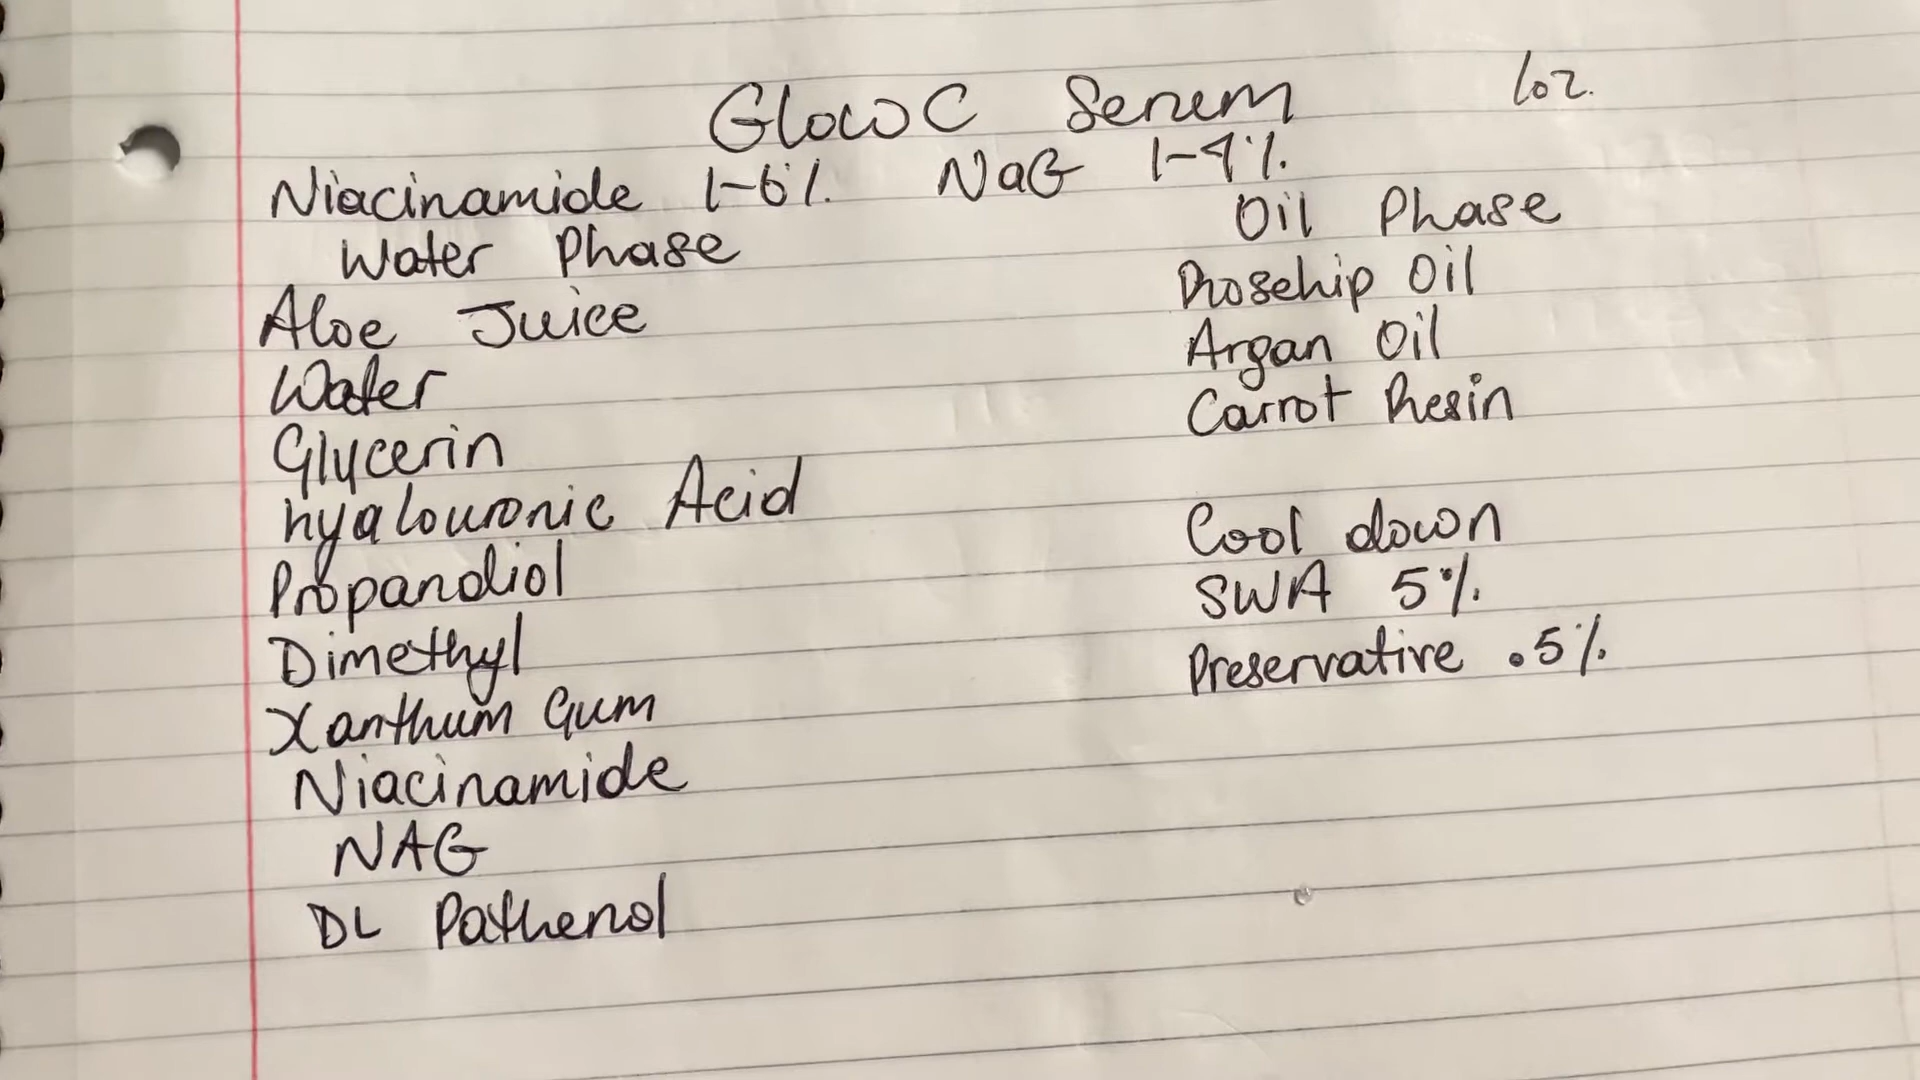 Glow C Serum 1oz.
Niacinamide 1-6% NaG 1-4%
Water Phase
Aloe Juice
Water
Glycerin
hyalouronic Acid
Propandiol
Dimethyl
Xanthum Gum
Niacinamide
NAG
DL Pathenol
Oil Phase
Rosehip Oil
Argan Oil
Carrot Resin
Cool down
SWA 5%
Preservative .5%